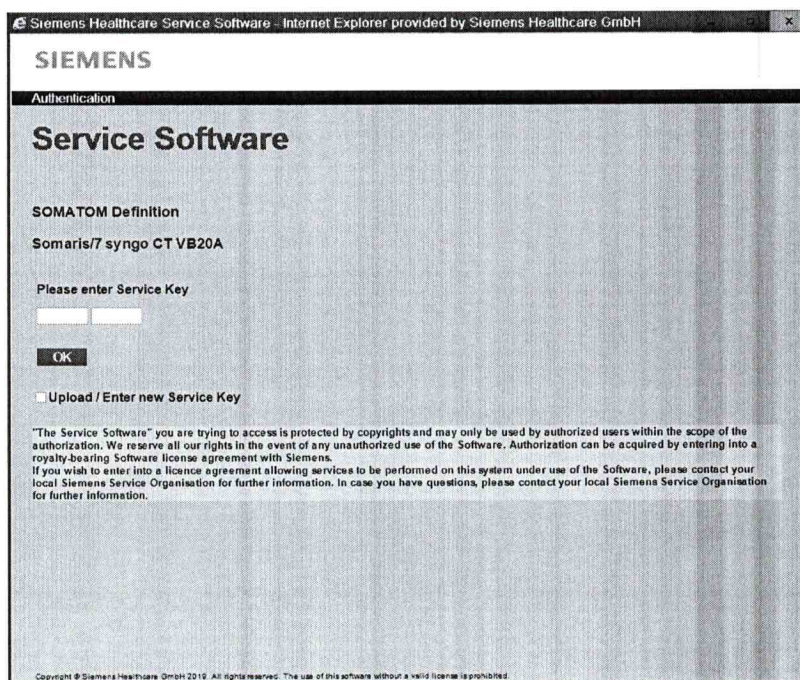 Siemens Healthcare Service Software - Internet Explorer provided by Siemens Healthcare GmbH
SIEMENS
Authentication
Service Software
SOMATOM Definition
Somaris/7 syngo CT VB20A
Please enter Service Key
OK
Upload / Enter new Service Key
"The Service Software" you are trying to access is protected by copyrights and may only be used by authorized users within the scope of the
authorization. We reserve all our rights in the event of any unauthorized use of the Software. Authorization can be acquired by entering into a
royalty-bearing Software license agreement with Siemens.
If you wish to enter into a licence agreement allowing services to be performed on this system under use of the Software, please contact your
local Siemens Service Organisation for further information. In case you have questions, please contact your local Siemens Service Organisation
for further information.
Copyright © Siemens Healthcare GmbH 2019. All rights reserved. The use of this software without a valid license is prohibited.